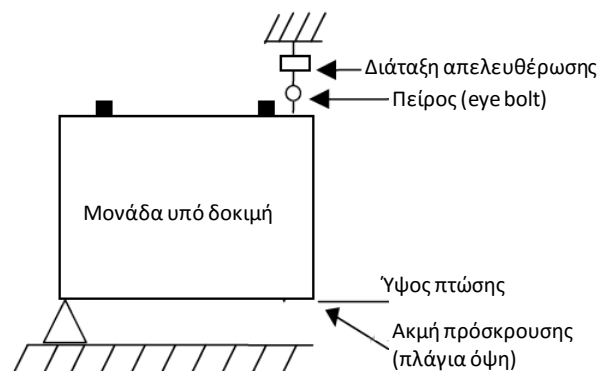 Διάταξη απελευθέρωσης
Πείρος (eye bolt)
Μονάδα υπό δοκιμή
Ύψος πτώσης
Ακμή πρόσκρουσης
(πλάγια όψη)